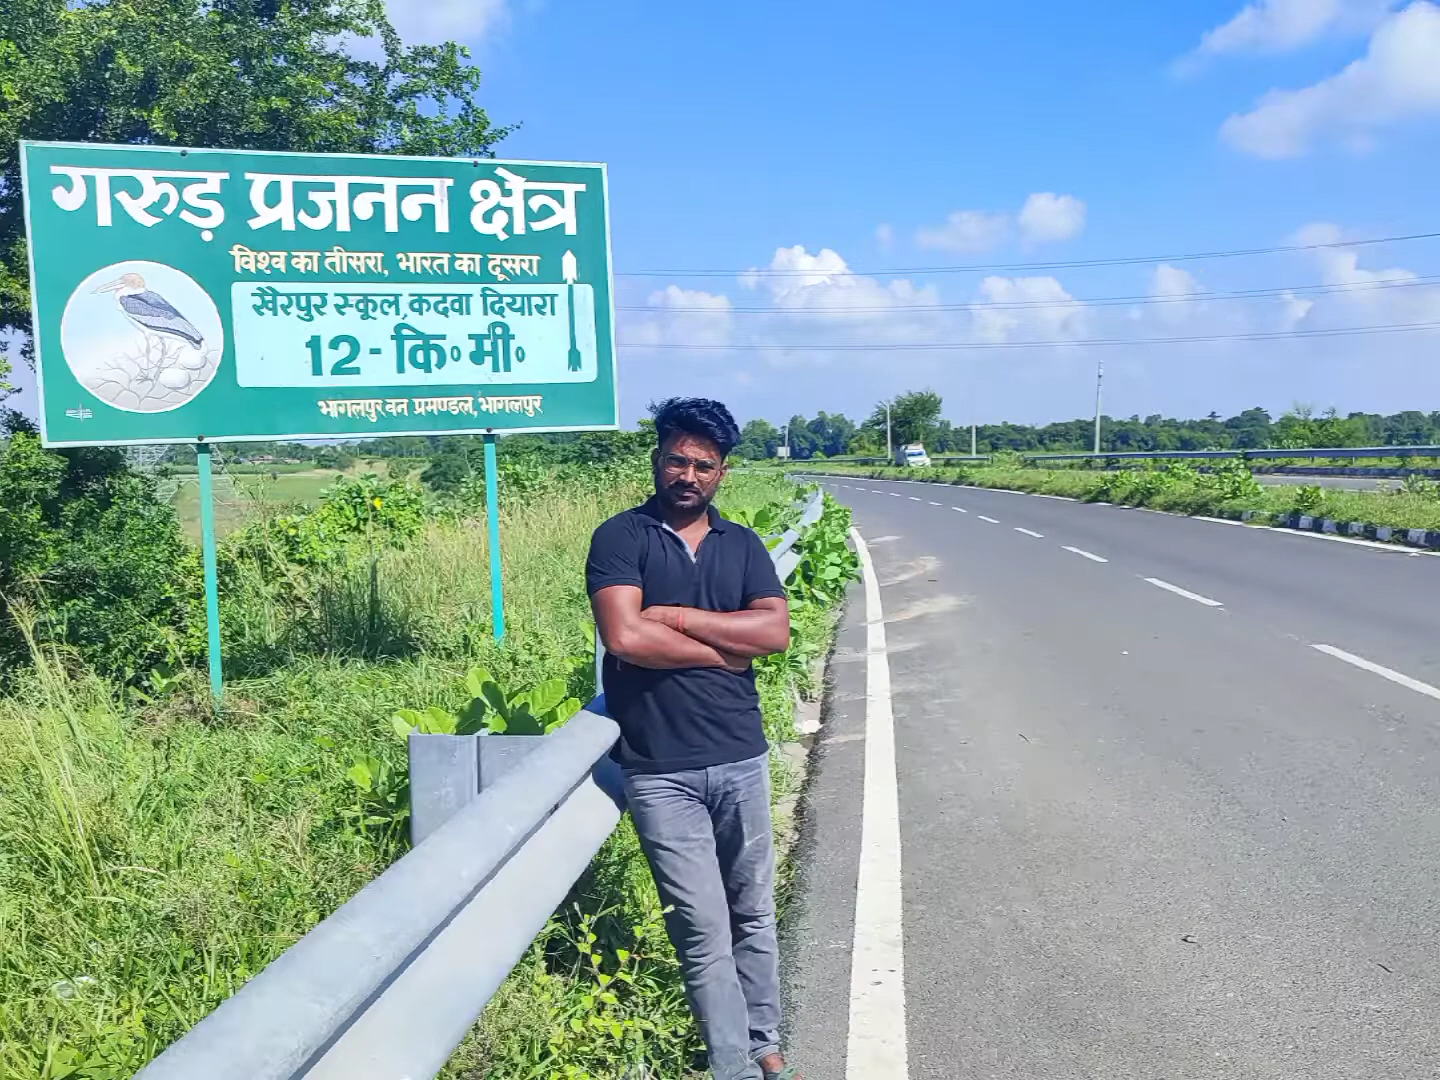 गरुड़ प्रजनन क्षेत्र
विश्व का तीसरा, भारत का दूसरा
खैरपुर स्कूल, कदवा दियारा
12 - कि॰ मी॰
भागलपुर वन प्रमण्डल, भागलपुर